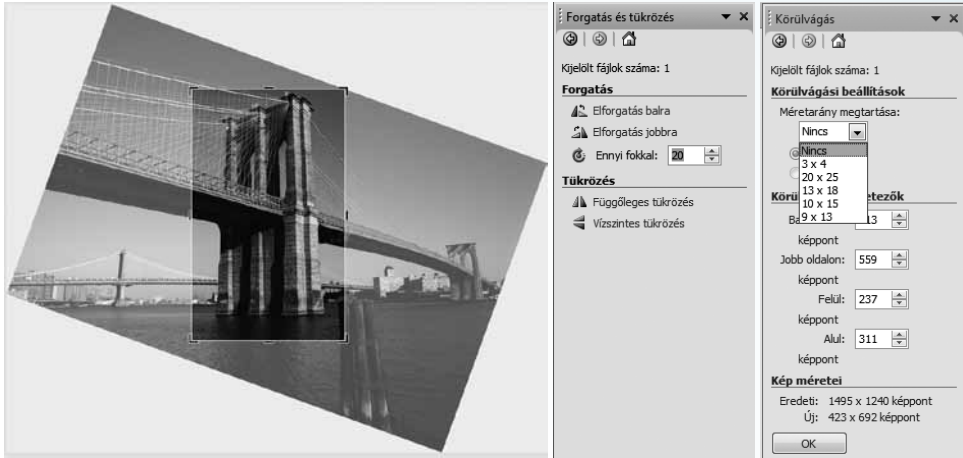 Forgatás és tükrözés
Kijelölt fájlok száma: 1
Forgatás
Elforgatás balra
Elforgatás jobbra
Ennyi fokkal: 20
Tükrözés
Függőleges tükrözés
Vízszintes tükrözés
Körülvágás
Kijelölt fájlok száma: 1
Körülvágási beállítások
Méretarány megtartása:
Nincs
Nincs
3 x 4
20 x 25
13 x 18
10 x 15
9 x 13
képpont
Jobb oldalon: 559
képpont
Felül: 237
képpont
Alul: 311
képpont
Kép méretei
Eredeti: 1495 x 1240 képpont
Új: 423 x 692 képpont
OK